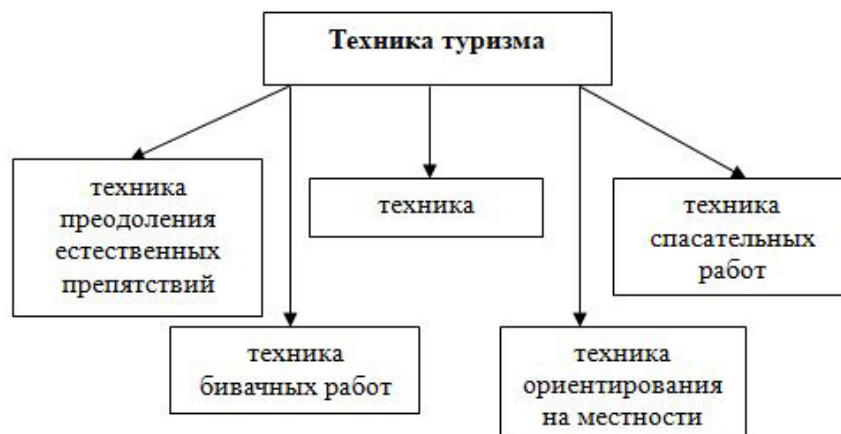 Техника туризма
техника
преодоления
естественных
препятствий
техника
техника
спасательных
работ
техника
бивачных работ
техника
ориентирования
на местности